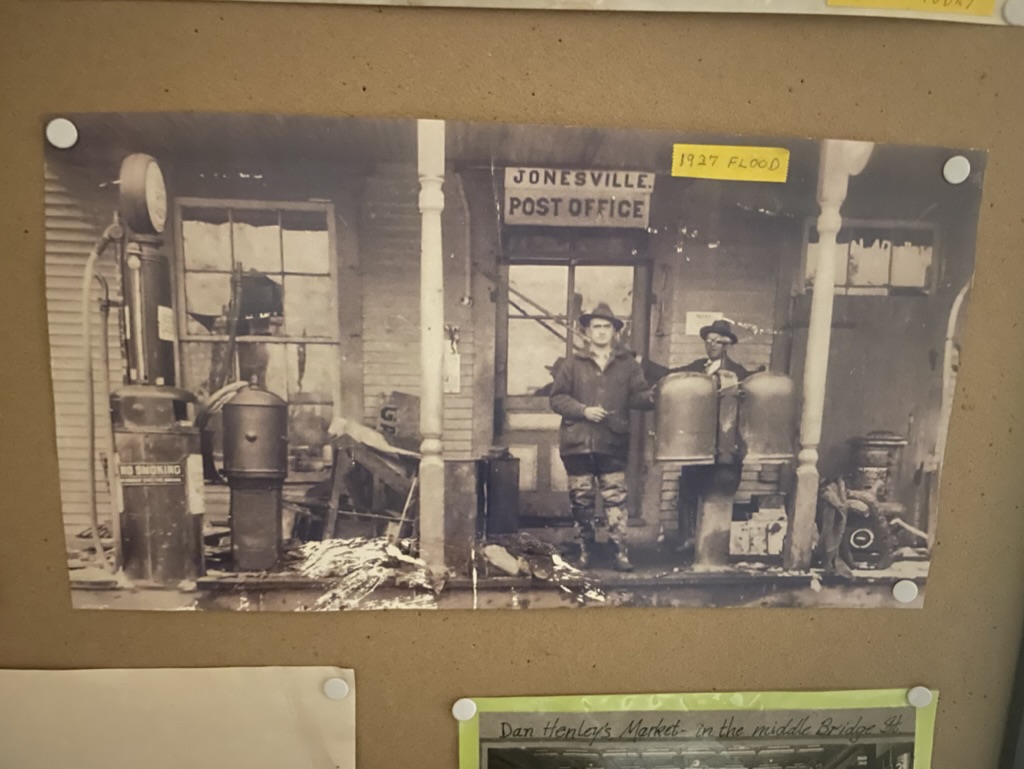 1927 FLOOD
JONESVILLE.
POST OFFICE
NO SMOKING
Dan Henley's Market - in the middle Bridge St.